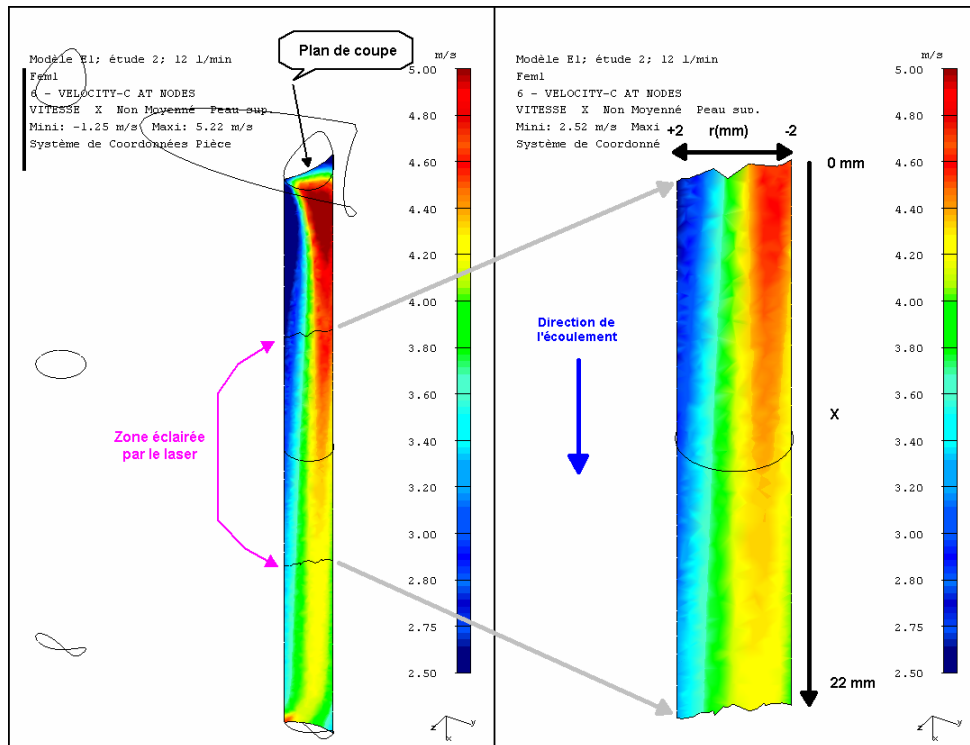 Plan de coupe
Modèle E1; étude 2; 12 l/min
Fem1
6 - VELOCITY-C AT NODES
VITESSE X Non Moyenné Peau sup.
Mini: -1.25 m/s Maxi: 5.22 m/s
Système de Coordonnées Pièce
m/s
5.00
4.60
4.40
4.20
4.00
3.80
3.60
3.40
3.20
3.00
2.80
2.75
2.50
Zone éclairée
par le laser
z y
x
Modèle E1; étude 2; 12 l/min
Fem1
6 - VELOCITY-C AT NODES
VITESSE X Non Moyenné Peau sup.
Mini: 2.52 m/s Maxi
Système de Coordonné
+2 r(mm) -2
0 mm
Direction de
l'écoulement
X
22 mm
m/s
5.00
4.60
4.40
4.20
4.00
3.80
3.60
3.40
3.20
3.00
2.80
2.75
2.50
z y
x